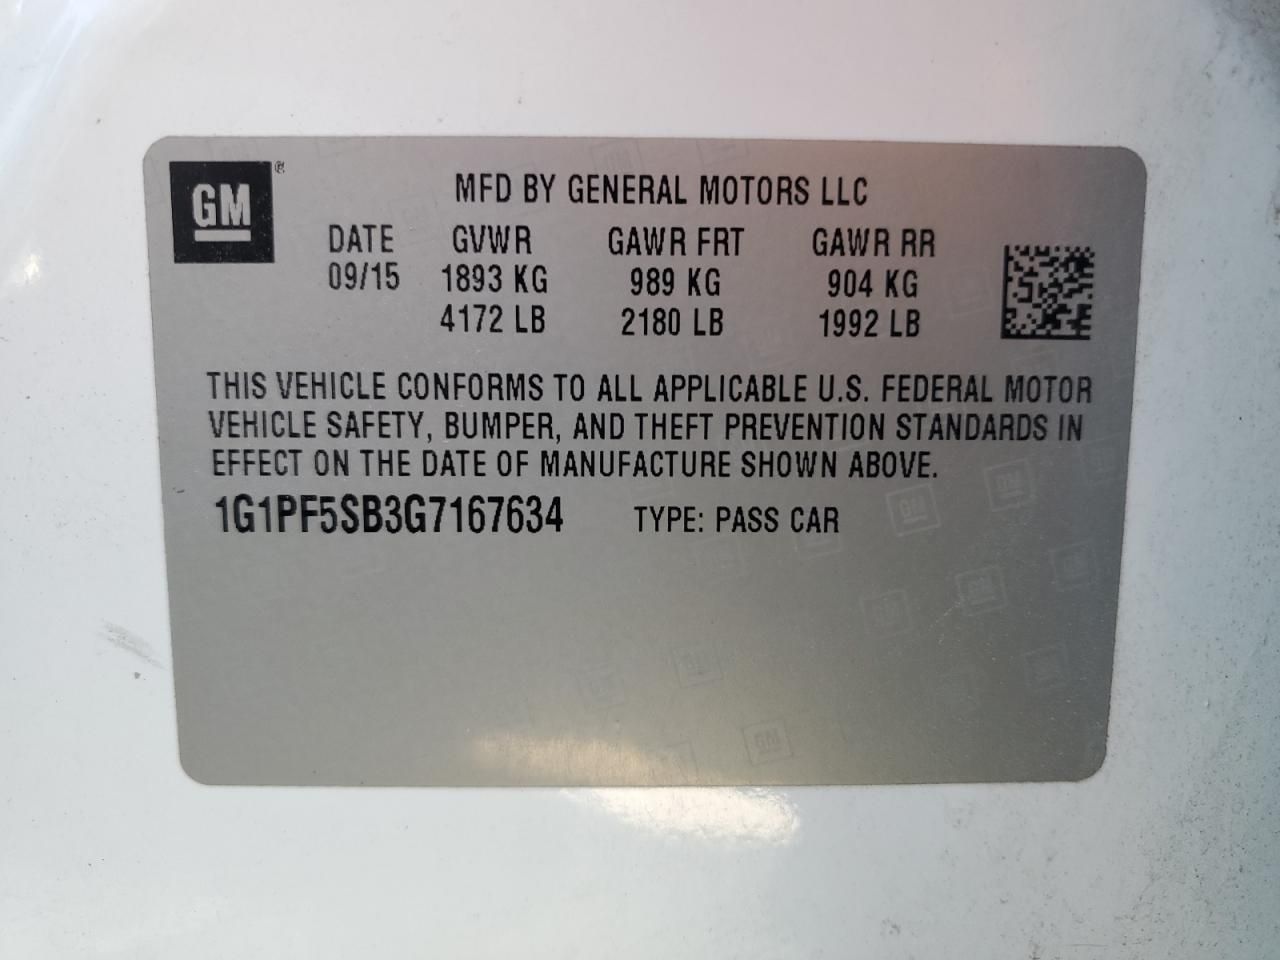 GM®
MFD BY GENERAL MOTORS LLC
DATE GVWR GAWR FRT GAWR RR
09/15 1893 KG 989 KG 904 KG
4172 LB 2180 LB 1992 LB
THIS VEHICLE CONFORMS TO ALL APPLICABLE U.S. FEDERAL MOTOR
VEHICLE SAFETY, BUMPER, AND THEFT PREVENTION STANDARDS IN
EFFECT ON THE DATE OF MANUFACTURE SHOWN ABOVE.
1G1PF5SB3G7167634 TYPE: PASS CAR